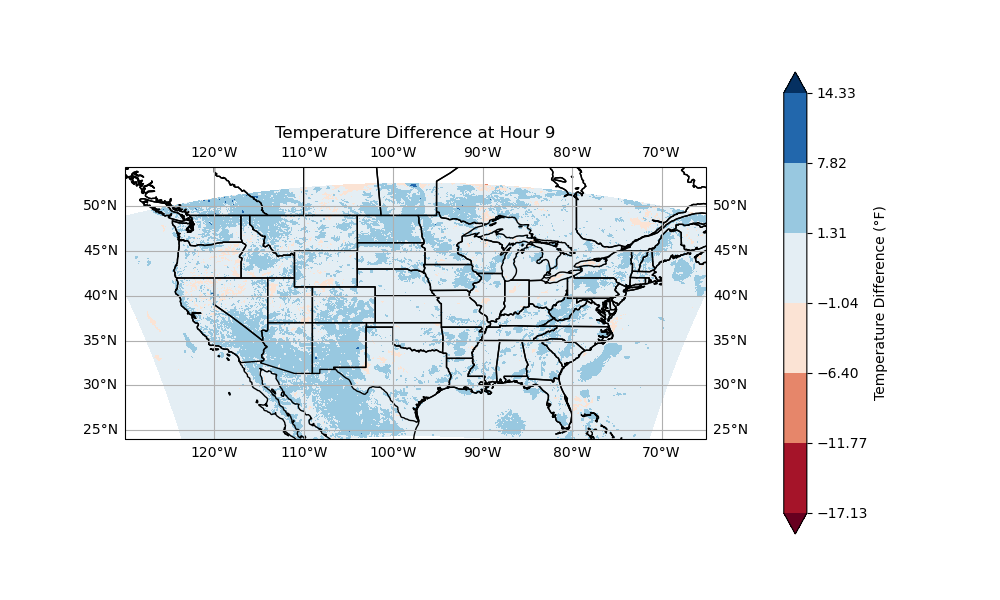 Temperature Difference at Hour 9
120°W 110°W 100°W 90°W 80°W 70°W
50°N 50°N
45°N 45°N
40°N 40°N
35°N 35°N
30°N 30°N
25°N 25°N
120°W 110°W 100°W 90°W 80°W 70°W
14.33
7.82
1.31
−1.04
−6.40
−11.77
−17.13
Temperature Difference (°F)